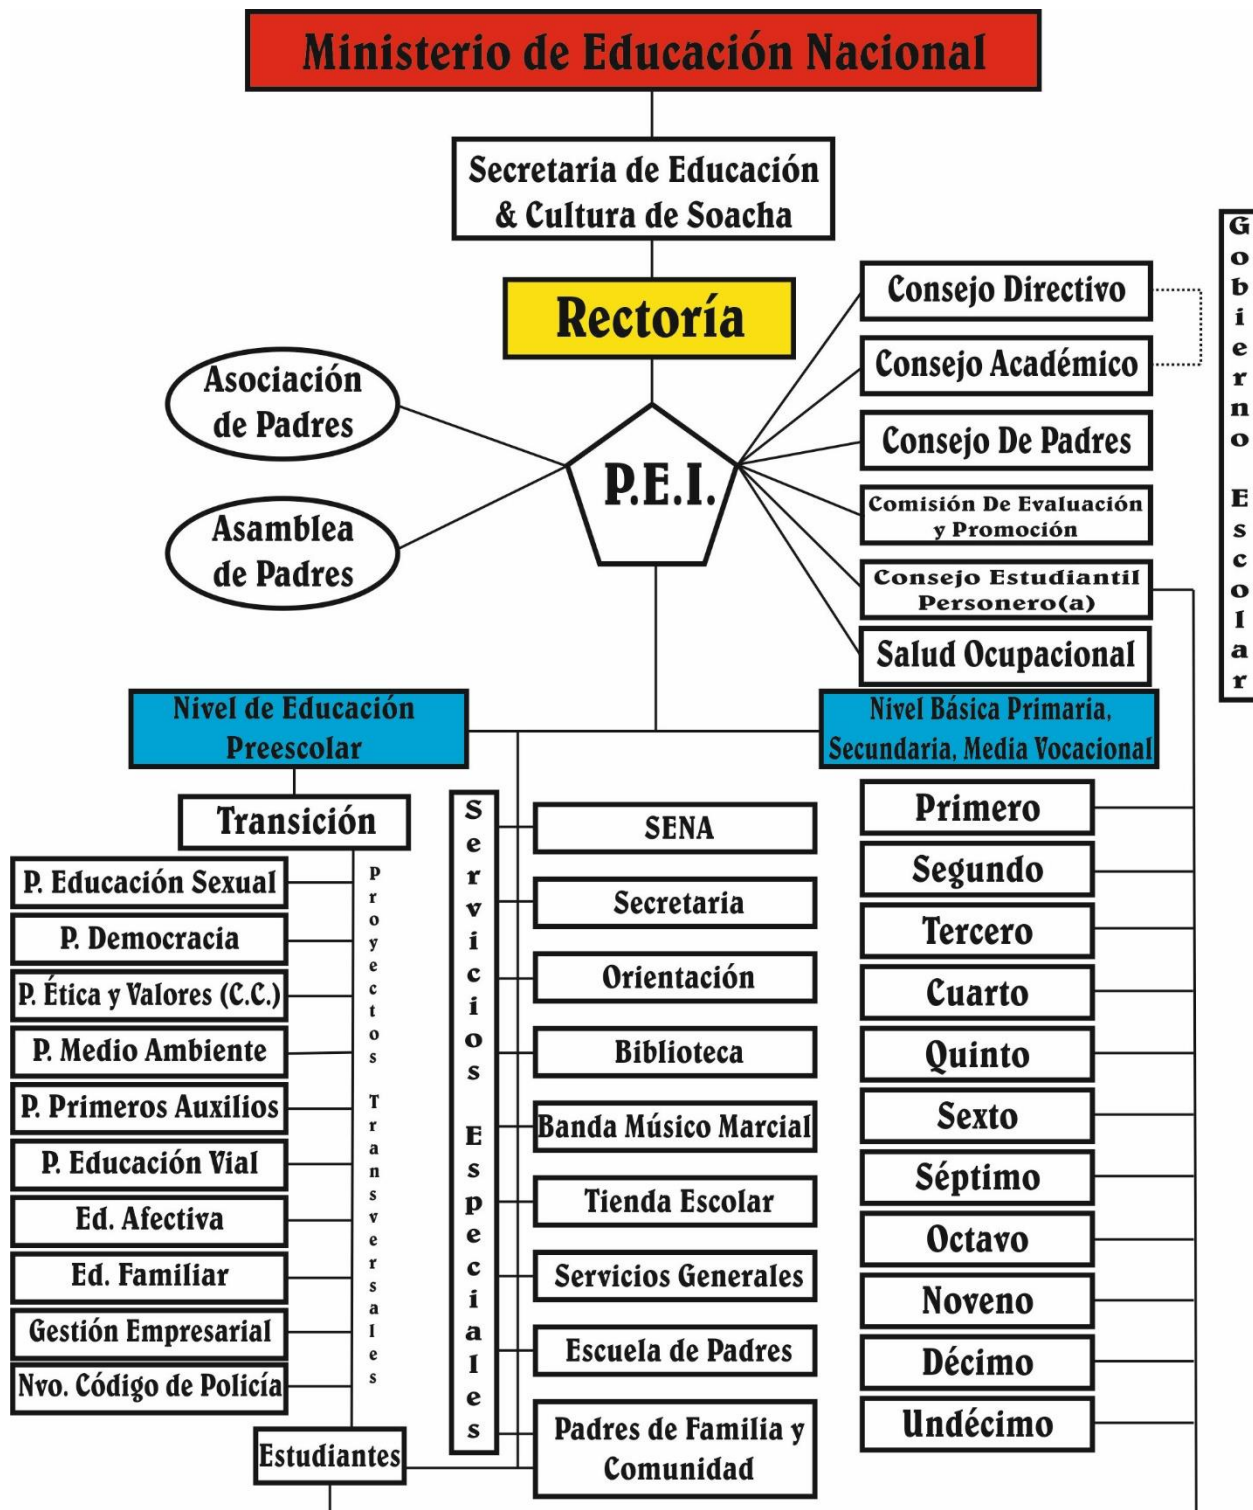 Ministerio de Educación Nacional
Secretaria de Educación
& Cultura de Soacha
Rectoría
Asociación
de Padres
Asamblea
de Padres
P.E.I.
Consejo Directivo
Consejo Académico
Consejo De Padres
Comisión De Evaluación
y Promoción
Consejo Estudiantil
Personero(a)
Salud Ocupacional
Gobierno Escolar
Nivel de Educación
Preescolar
Nivel Básica Primaria,
Secundaria, Media Vocacional
Transición
P. Educación Sexual
P. Democracia
P. Ética y Valores (C.C.)
P. Medio Ambiente
P. Primeros Auxilios
P. Educación Vial
Ed. Afectiva
Ed. Familiar
Gestión Empresarial
Nvo. Código de Policía
Proyectos Transversales
Estudiantes
Servicios Especiales
SENA
Secretaria
Orientación
Biblioteca
Banda Músico Marcial
Tienda Escolar
Servicios Generales
Escuela de Padres
Padres de Familia y
Comunidad
Primero
Segundo
Tercero
Cuarto
Quinto
Sexto
Séptimo
Octavo
Noveno
Décimo
Undécimo